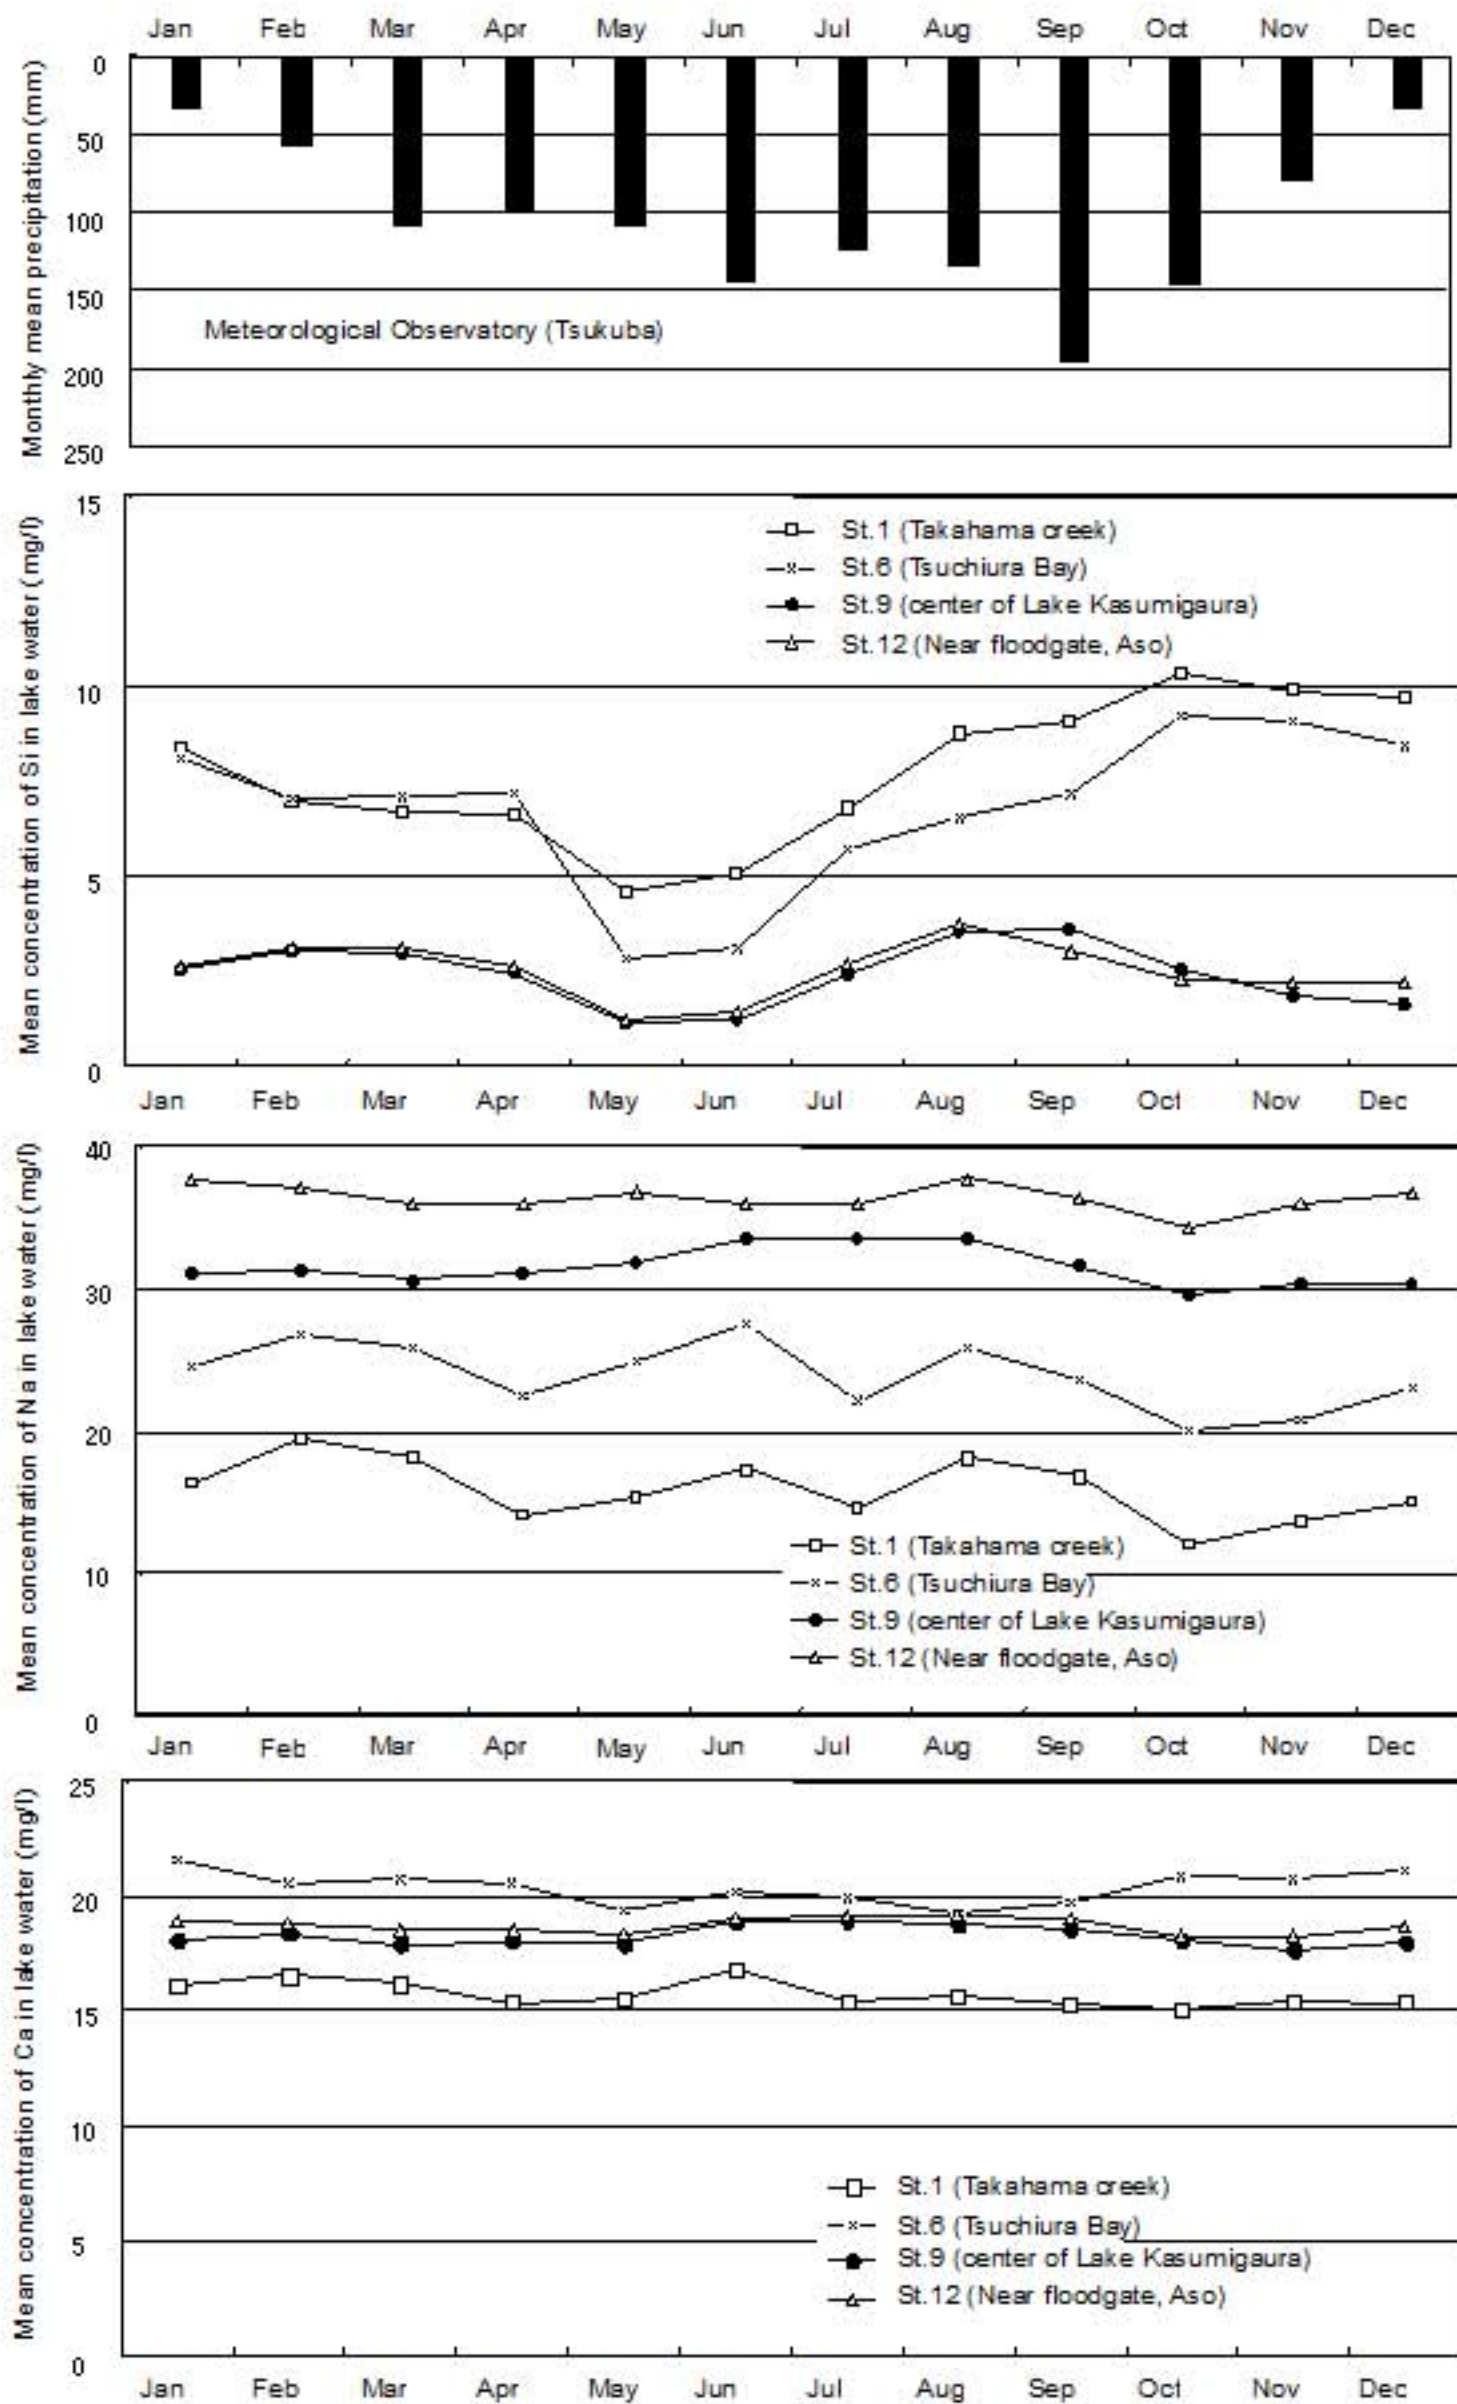 Jan Feb Mar Apr May Jun Jul Aug Sep Oct Nov Dec
Monthly mean precipitation (mm)
0
50
100
150
200
250
Meteorological Observatory (Tsukuba)
Mean concentration of Si in lake water (mg/l)
15
10
5
0
St.1 (Takahama creek)
St.6 (Tsuchiura Bay)
St.9 (center of Lake Kasumigaura)
St.12 (Near floodgate, Aso)
Jan Feb Mar Apr May Jun Jul Aug Sep Oct Nov Dec
Mean concentration of Na in lake water (mg/l)
40
30
20
10
0
St.1 (Takahama creek)
St.6 (Tsuchiura Bay)
St.9 (center of Lake Kasumigaura)
St.12 (Near floodgate, Aso)
Jan Feb Mar Apr May Jun Jul Aug Sep Oct Nov Dec
Mean concentration of Ca in lake water (mg/l)
25
20
15
10
5
0
St.1 (Takahama creek)
St.6 (Tsuchiura Bay)
St.9 (center of Lake Kasumigaura)
St.12 (Near floodgate, Aso)
Jan Feb Mar Apr May Jun Jul Aug Sep Oct Nov Dec